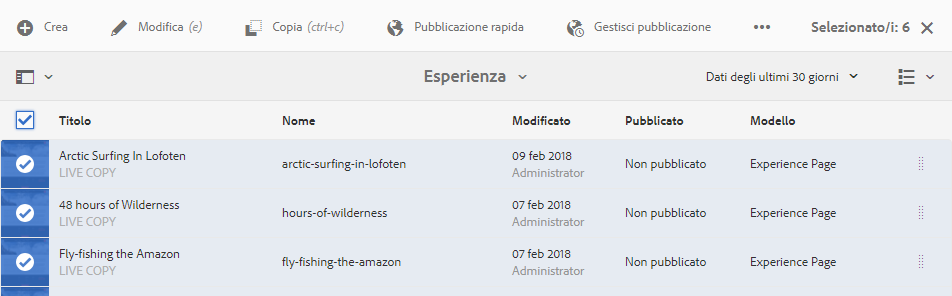 Crea Modifica (e) Copia (ctrl+c) Pubblicazione rapida Gestisci pubblicazione ••• Selezionato/i: 6
Esperienza Dati degli ultimi 30 giorni
Titolo Nome Modificato Pubblicato Modello
Arctic Surfing In Lofoten
LIVE COPY
arctic-surfing-in-lofoten
09 feb 2018
Administrator
Non pubblicato
Experience Page
48 hours of Wilderness
LIVE COPY
hours-of-wilderness
07 feb 2018
Administrator
Non pubblicato
Experience Page
Fly-fishing the Amazon
LIVE COPY
fly-fishing-the-amazon
07 feb 2018
Administrator
Non pubblicato
Experience Page